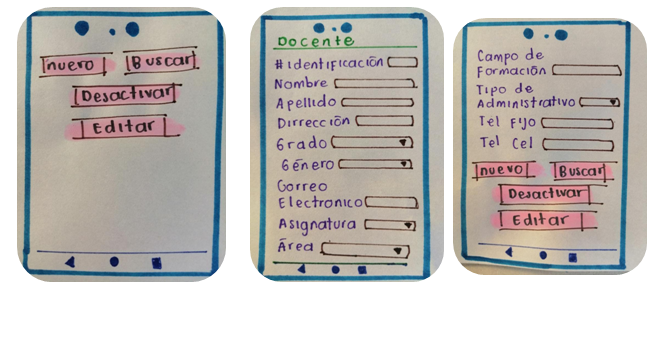 nuevo Buscar
Desactivar
Editar
Docente
# Identificación
Nombre
Apellido
Dirrección
Grado
Género
Correo
Electronico
Asignatura
Área
Campo de
Formación
Tipo de
Administrativo
Tel Fijo
Tel Cel
nuevo Buscar
Desactivar
Editar